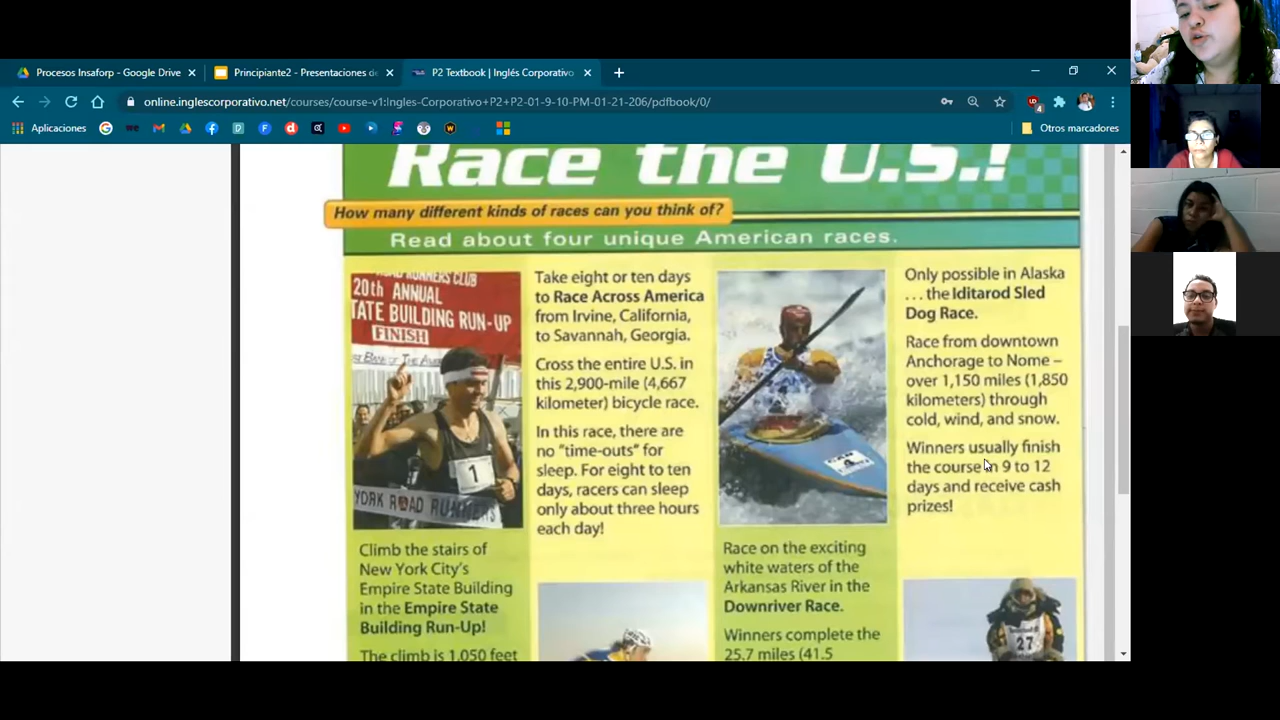 Procesos Insaforp - Google Drive
Principiante2 - Presentaciones de
P2 Textbook | Inglés Corporativo
online.inglescorporativo.net/courses/course-v1:Ingles-Corporativo+P2+P2-01-9-10-PM-01-21-206/pdfbook/0/
Aplicaciones
Otros marcadores
Race the U.S.!
How many different kinds of races can you think of?
Read about four unique American races.
20th ANNUAL
TATE BUILDING RUN-UP
FINISH
1
YORK ROAD RUNNERS
Climb the stairs of
New York City's
Empire State Building
in the Empire State
Building Run-Up!
The climb is 1,050 feet
Take eight or ten days
to Race Across America
from Irvine, California,
to Savannah, Georgia.
Cross the entire U.S. in
this 2,900-mile (4,667
kilometer) bicycle race.
In this race, there are
no "time-outs" for
sleep. For eight to ten
days, racers can sleep
only about three hours
each day!
Race on the exciting
white waters of the
Arkansas River in the
Downriver Race.
Winners complete the
25.7 miles (41.5
Only possible in Alaska
... the Iditarod Sled
Dog Race.
Race from downtown
Anchorage to Nome –
over 1,150 miles (1,850
kilometers) through
cold, wind, and snow.
Winners usually finish
the course in 9 to 12
days and receive cash
prizes!
27